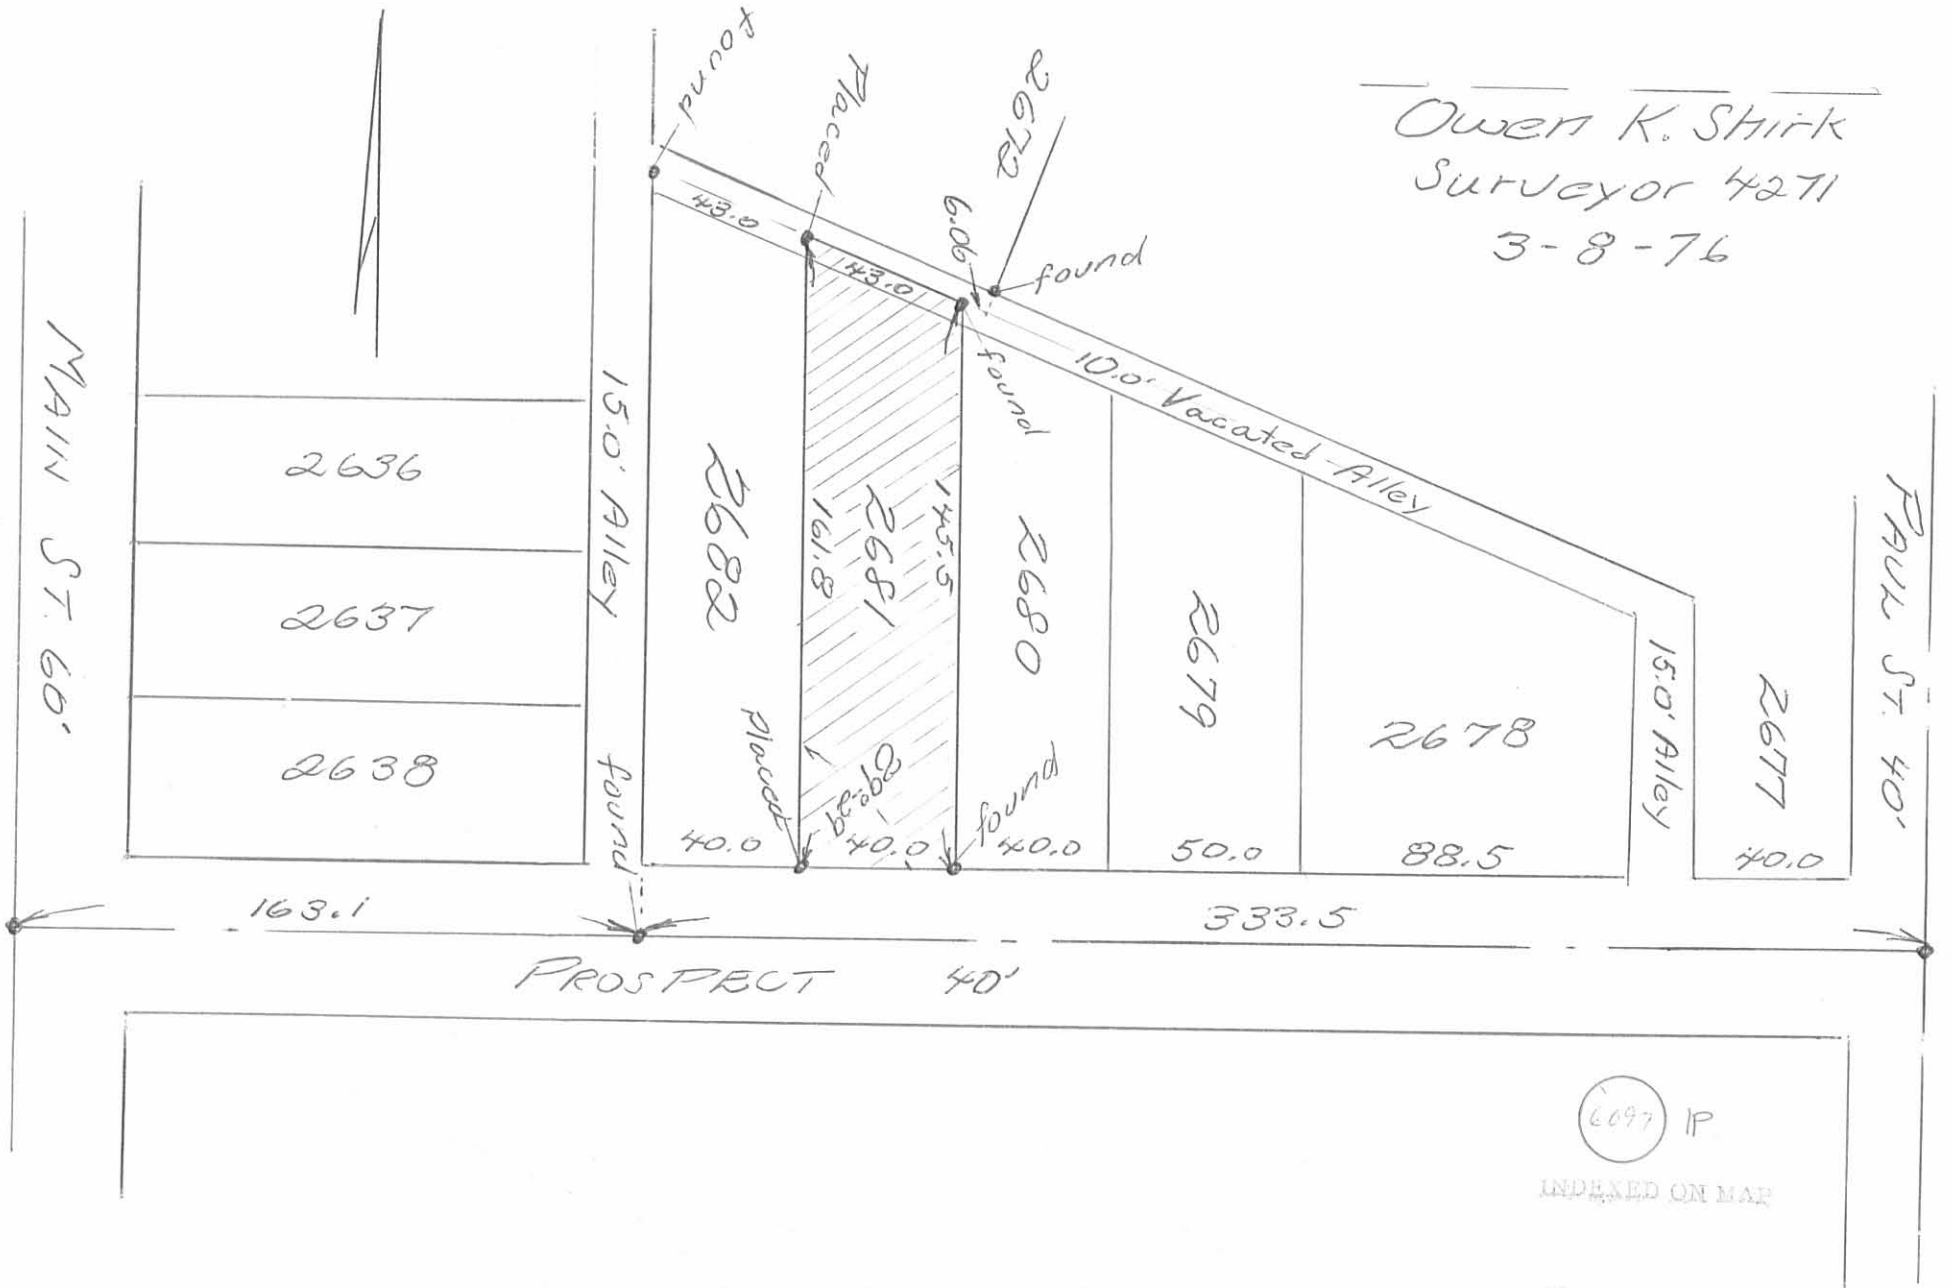 Owen K. Shirk
Surveyor 4271
3-8-76
found
Placed
2672
43.0
43.0
6.06
found
found
10.0' Vacated Alley
MAIN ST. 60'
2636
2637
2638
15.0' Alley
found
2682
161.8
2681
145.5
2680
2679
2678
15.0' Alley
2677
PAUL ST. 40'
Placed
found
40.0
40.0
40.0
50.0
88.5
40.0
163.1
333.5
PROSPECT 40'
6097 IP
INDEXED ON MAP